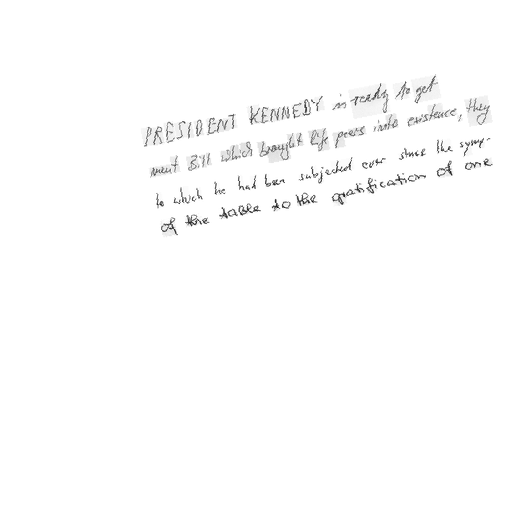 PRESIDENT KENNEDY is ready to get
ment Bill which brought life peers into existence, they
to which he had been subjected ever since the symp-
of the table to the gratification of one